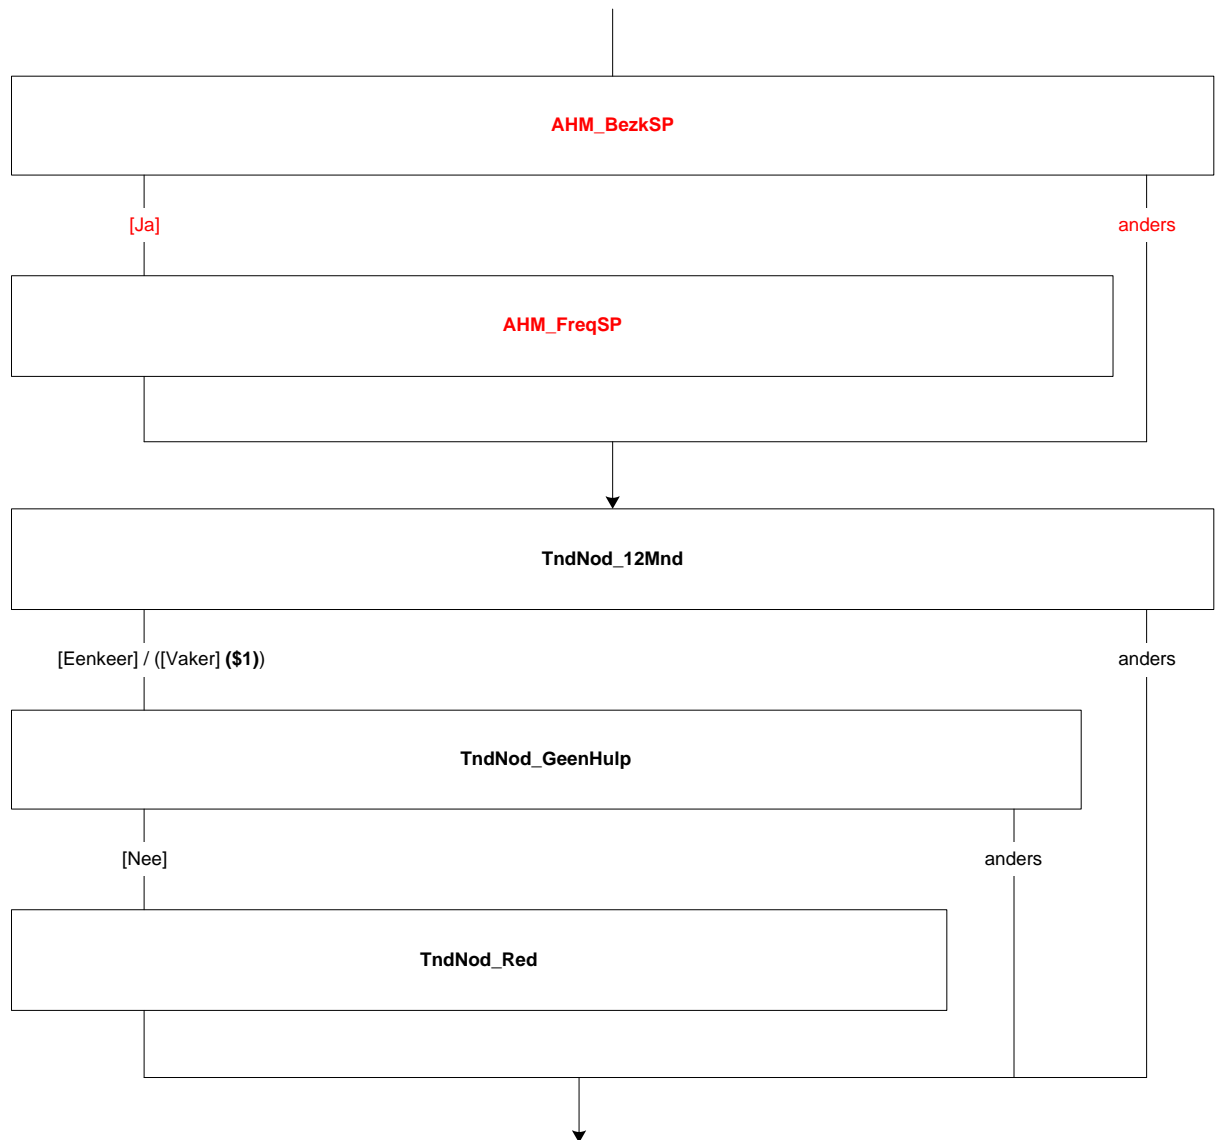 AHM_BezkSP
[Ja]
anders
AHM_FreqSP
TndNod_12Mnd
[Eenkeer] / ([Vaker] ($1))
anders
TndNod_GeenHulp
[Nee]
anders
TndNod_Red